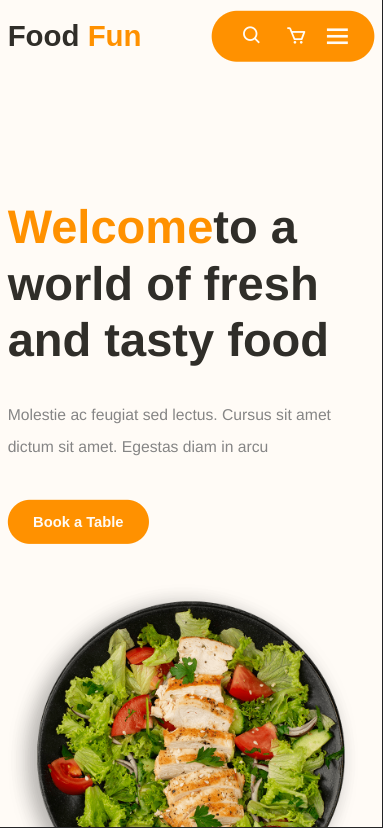 Food Fun
Welcometo a
world of fresh
and tasty food
Molestie ac feugiat sed lectus. Cursus sit amet
dictum sit amet. Egestas diam in arcu
Book a Table